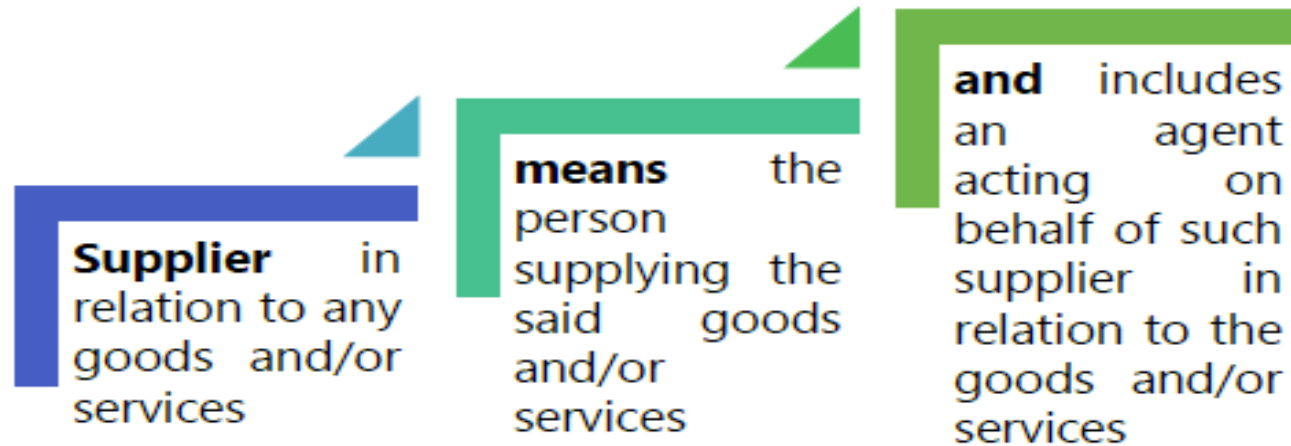 Supplier in
relation to any
goods and/or
services
means the
person
supplying the
said goods
and/or
services
and includes
an agent
acting on
behalf of such
supplier in
relation to the
goods and/or
services